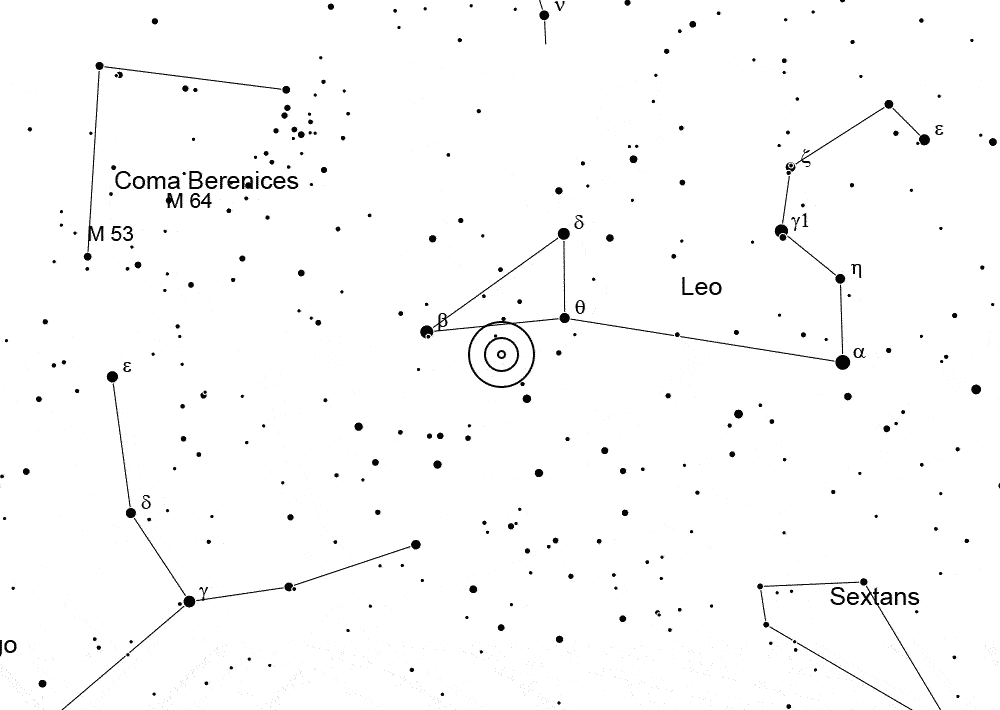 ν
ε
ζ
Coma Berenices
M 64
γ1
δ
M 53
η
Leo
θ
β
α
ε
δ
γ
Sextans
go